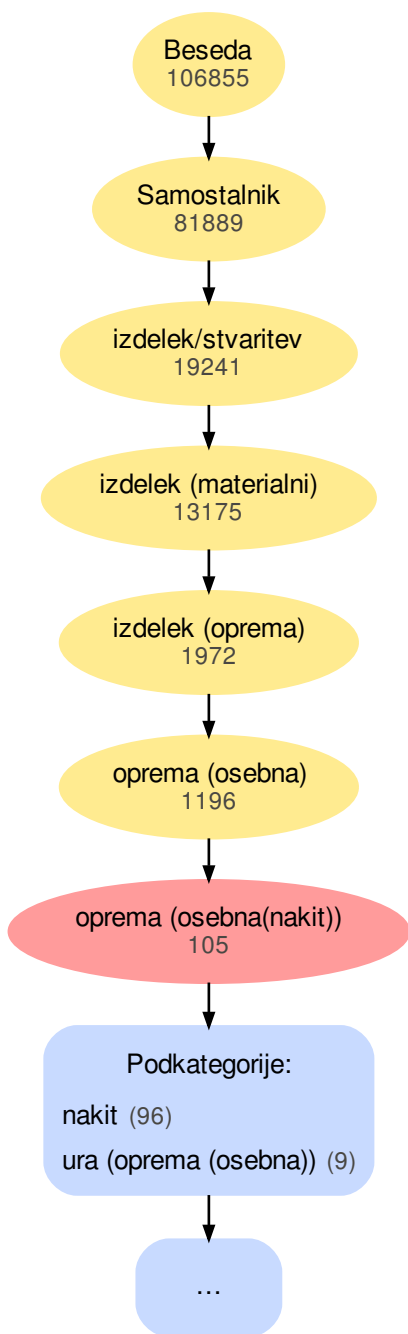 Beseda
106855
Samostalnik
81889
izdelek/stvaritev
19241
izdelek (materialni)
13175
izdelek (oprema)
1972
oprema (osebna)
1196
oprema (osebna(nakit))
105
Podkategorije:
nakit (96)
ura (oprema (osebna)) (9)
...